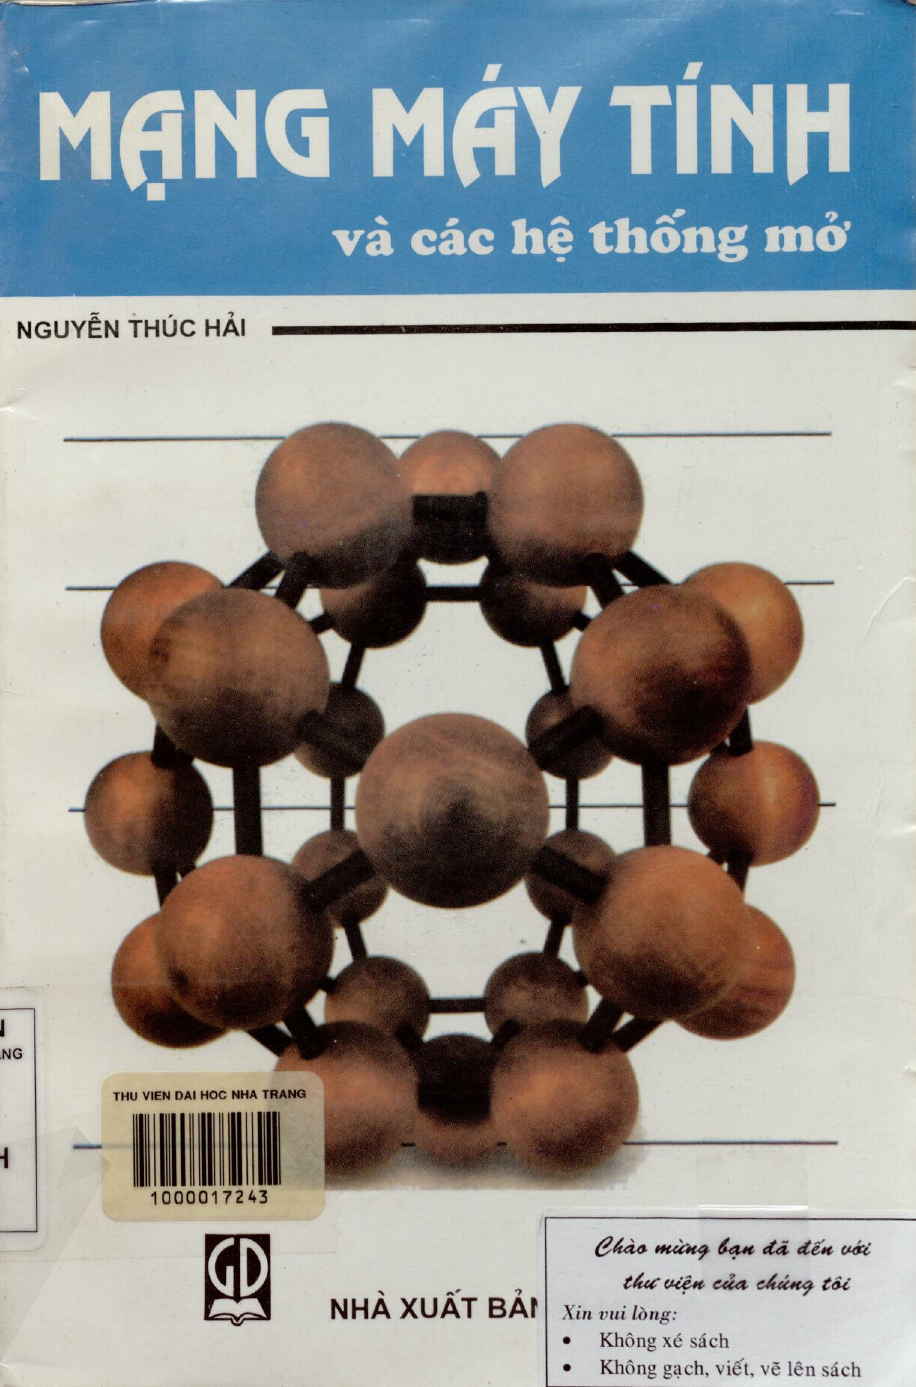 MẠNG MÁY TÍNH
và các hệ thống mở
NGUYỄN THÚC HẢI
THU VIEN DAI HOC NHA TRANG
1000017243
GD
NHÀ XUẤT BẢN
Chào mừng bạn đã đến với
thư viện của chúng tôi
Xin vui lòng:
• Không xé sách
• Không gạch, viết, vẽ lên sách